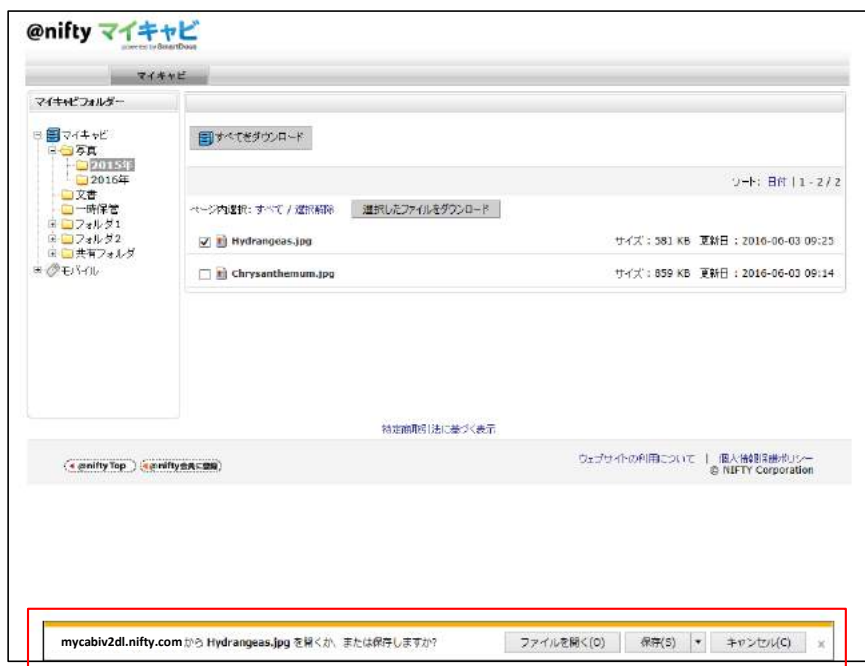 @nifty マイキャビ
powered by SmartDocs
マイキャビ
マイキャビフォルダー
マイキャビ
写真
2015年
2016年
文書
一時保管
フォルダ1
フォルダ2
共有フォルダ
モバイル
すべてをダウンロード
ソート: 日付 | 1 - 2 / 2
ページ内選択: すべて / 選択解除 選択したファイルをダウンロード
Hydrangeas.jpg サイズ : 581 KB 更新日 : 2016-06-03 09:25
Chrysanthemum.jpg サイズ : 859 KB 更新日 : 2016-06-03 09:14
特定商取引法に基づく表示
@nifty Top @nifty会員に登録
ウェブサイトの利用について | 個人情報保護ポリシー
© NIFTY Corporation
mycabiv2dl.nifty.com から Hydrangeas.jpg を開くか、または保存しますか? ファイルを開く(O) 保存(S) ▼ キャンセル(C) x